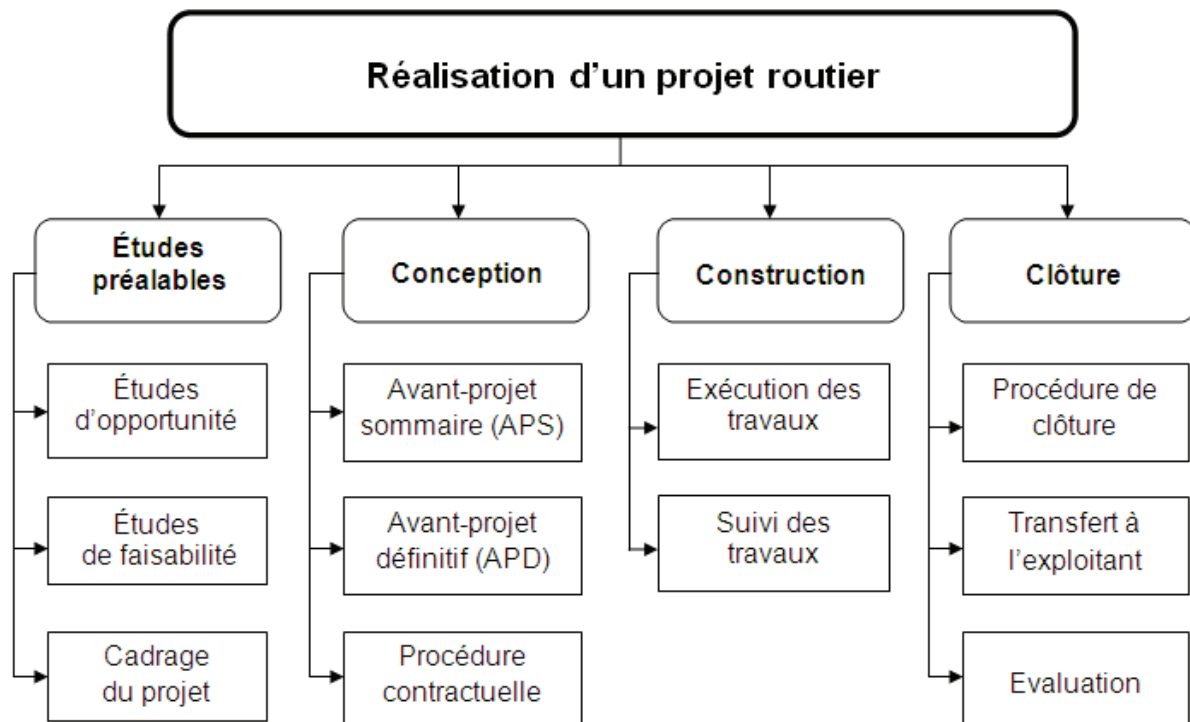 Réalisation d’un projet routier
Études
préalables
Études
d’opportunité
Études
de faisabilité
Cadrage
du projet
Conception
Avant-projet
sommaire (APS)
Avant-projet
définitif (APD)
Procédure
contractuelle
Construction
Exécution des
travaux
Suivi des
travaux
Clôture
Procédure de
clôture
Transfert à
l’exploitant
Evaluation